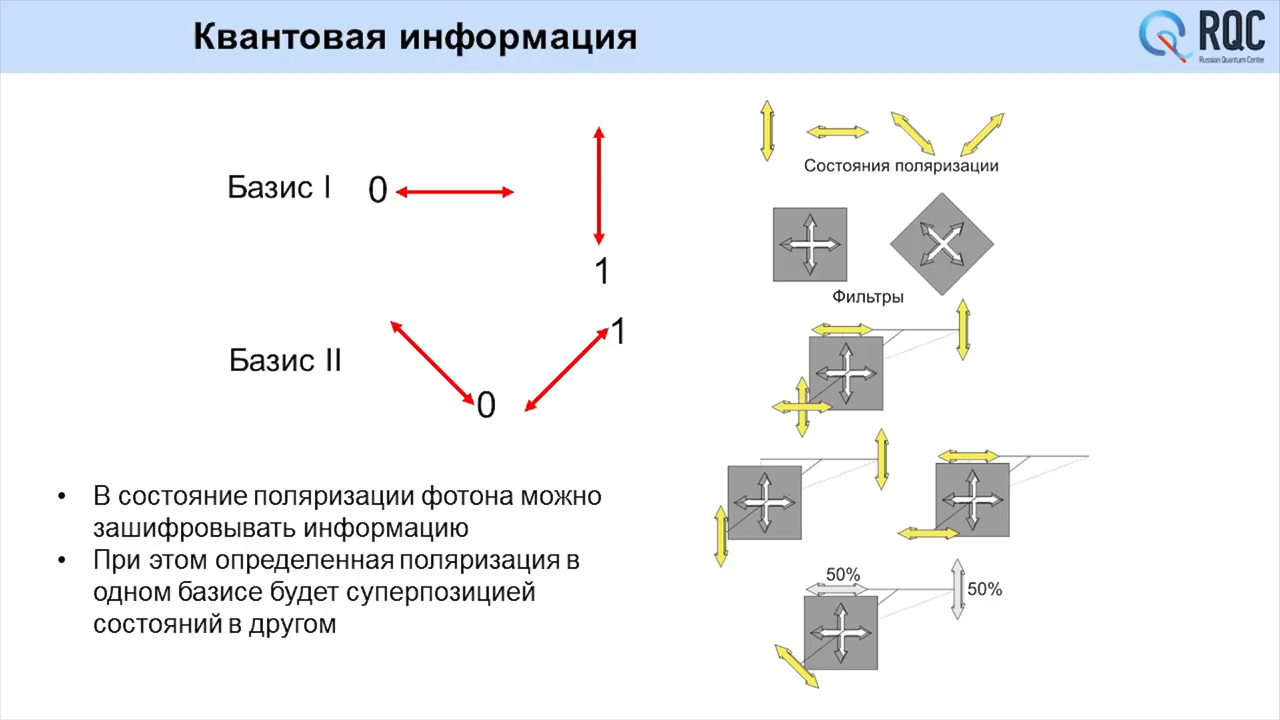 Квантовая информация
RQC
Russian Quantum Center
Базис I
0
1
Базис II
0
1
• В состояние поляризации фотона можно
зашифровывать информацию
• При этом определенная поляризация в
одном базисе будет суперпозицией
состояний в другом
Состояния поляризации
Фильтры
50%
50%